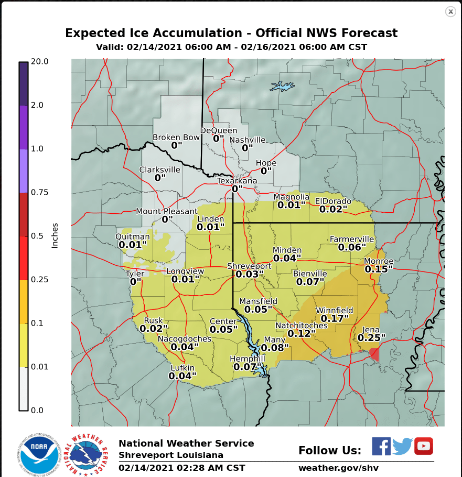 Expected Ice Accumulation - Official NWS Forecast
Valid: 02/14/2021 06:00 AM - 02/16/2021 06:00 AM CST
20.0
2.0
1.0
0.75
0.5
0.25
0.1
0.01
0.0
Inches
Broken Bow
0"
DeQueen
0"
Nashville
0"
Hope
0"
Clarksville
0"
Texarkana
0"
Magnolia
0.01"
ElDorado
0.02"
Mount Pleasant
0"
Linden
0.01"
Quitman
0.01"
Farmerville
0.06"
Minden
0.04"
Monroe
0.15"
Tyler
0"
Longview
0.01"
Shreveport
0.03"
Bienville
0.07"
Mansfield
0.05"
Winnfield
0.17"
Rusk
0.02"
Center
0.05"
Natchitoches
0.12"
Jena
0.25"
Nacogdoches
0.04"
Many
0.08"
Hemphill
0.07"
Lufkin
0.04"
NOAA
NATIONAL WEATHER SERVICE
National Weather Service
Shreveport Louisiana
02/14/2021 02:28 AM CST
Follow Us:
weather.gov/shv